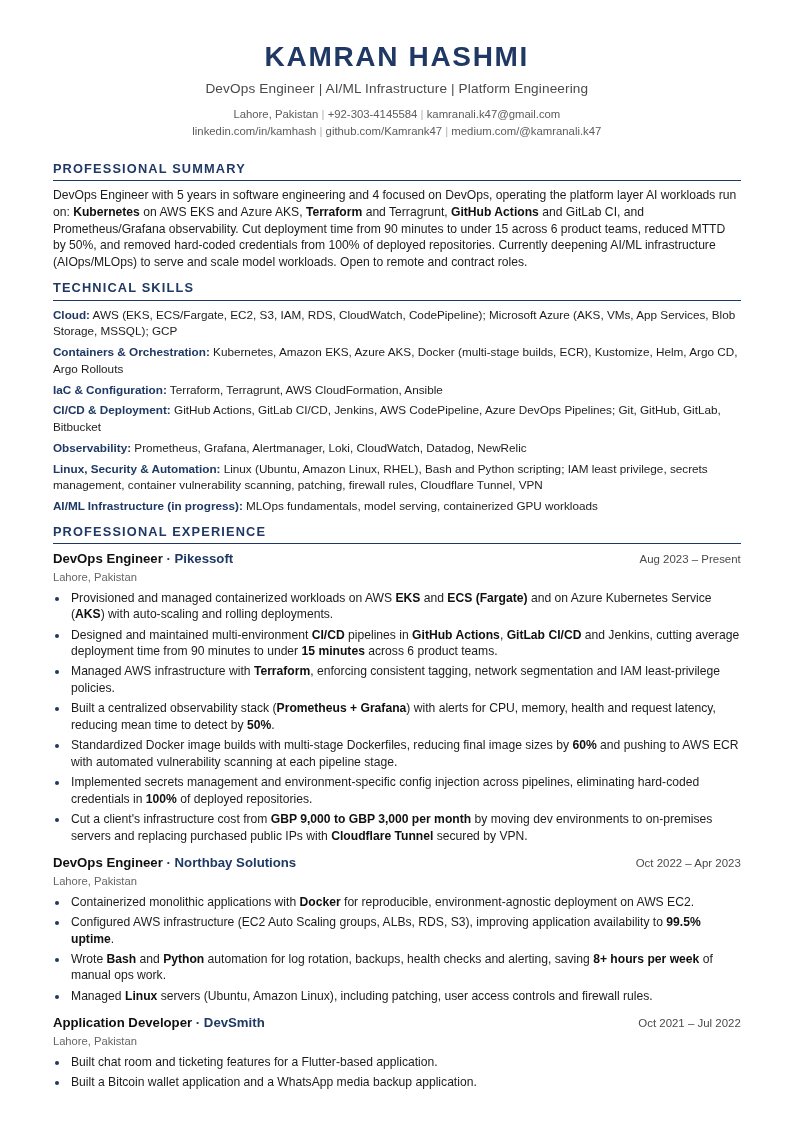 KAMRAN HASHMI
DevOps Engineer | AI/ML Infrastructure | Platform Engineering
Lahore, Pakistan | +92-303-4145584 | kamranali.k47@gmail.com
linkedin.com/in/kamhash | github.com/Kamrank47 | medium.com/@kamranali.k47
PROFESSIONAL SUMMARY
DevOps Engineer with 5 years in software engineering and 4 focused on DevOps, operating the platform layer AI workloads run
on: Kubernetes on AWS EKS and Azure AKS, Terraform and Terragrunt, GitHub Actions and GitLab CI, and
Prometheus/Grafana observability. Cut deployment time from 90 minutes to under 15 across 6 product teams, reduced MTTD
by 50%, and removed hard-coded credentials from 100% of deployed repositories. Currently deepening AI/ML infrastructure
(AIOps/MLOps) to serve and scale model workloads. Open to remote and contract roles.
TECHNICAL SKILLS
Cloud: AWS (EKS, ECS/Fargate, EC2, S3, IAM, RDS, CloudWatch, CodePipeline); Microsoft Azure (AKS, VMs, App Services, Blob
Storage, MSSQL); GCP
Containers & Orchestration: Kubernetes, Amazon EKS, Azure AKS, Docker (multi-stage builds, ECR), Kustomize, Helm, Argo CD,
Argo Rollouts
IaC & Configuration: Terraform, Terragrunt, AWS CloudFormation, Ansible
CI/CD & Deployment: GitHub Actions, GitLab CI/CD, Jenkins, AWS CodePipeline, Azure DevOps Pipelines; Git, GitHub, GitLab,
Bitbucket
Observability: Prometheus, Grafana, Alertmanager, Loki, CloudWatch, Datadog, NewRelic
Linux, Security & Automation: Linux (Ubuntu, Amazon Linux, RHEL), Bash and Python scripting; IAM least privilege, secrets
management, container vulnerability scanning, patching, firewall rules, Cloudflare Tunnel, VPN
AI/ML Infrastructure (in progress): MLOps fundamentals, model serving, containerized GPU workloads
PROFESSIONAL EXPERIENCE
DevOps Engineer · Pikessoft Aug 2023 – Present
Lahore, Pakistan
• Provisioned and managed containerized workloads on AWS EKS and ECS (Fargate) and on Azure Kubernetes Service
(AKS) with auto-scaling and rolling deployments.
• Designed and maintained multi-environment CI/CD pipelines in GitHub Actions, GitLab CI/CD and Jenkins, cutting average
deployment time from 90 minutes to under 15 minutes across 6 product teams.
• Managed AWS infrastructure with Terraform, enforcing consistent tagging, network segmentation and IAM least-privilege
policies.
• Built a centralized observability stack (Prometheus + Grafana) with alerts for CPU, memory, health and request latency,
reducing mean time to detect by 50%.
• Standardized Docker image builds with multi-stage Dockerfiles, reducing final image sizes by 60% and pushing to AWS ECR
with automated vulnerability scanning at each pipeline stage.
• Implemented secrets management and environment-specific config injection across pipelines, eliminating hard-coded
credentials in 100% of deployed repositories.
• Cut a client's infrastructure cost from GBP 9,000 to GBP 3,000 per month by moving dev environments to on-premises
servers and replacing purchased public IPs with Cloudflare Tunnel secured by VPN.
DevOps Engineer · Northbay Solutions Oct 2022 – Apr 2023
Lahore, Pakistan
• Containerized monolithic applications with Docker for reproducible, environment-agnostic deployment on AWS EC2.
• Configured AWS infrastructure (EC2 Auto Scaling groups, ALBs, RDS, S3), improving application availability to 99.5%
uptime.
• Wrote Bash and Python automation for log rotation, backups, health checks and alerting, saving 8+ hours per week of
manual ops work.
• Managed Linux servers (Ubuntu, Amazon Linux), including patching, user access controls and firewall rules.
Application Developer · DevSmith Oct 2021 – Jul 2022
Lahore, Pakistan
• Built chat room and ticketing features for a Flutter-based application.
• Built a Bitcoin wallet application and a WhatsApp media backup application.